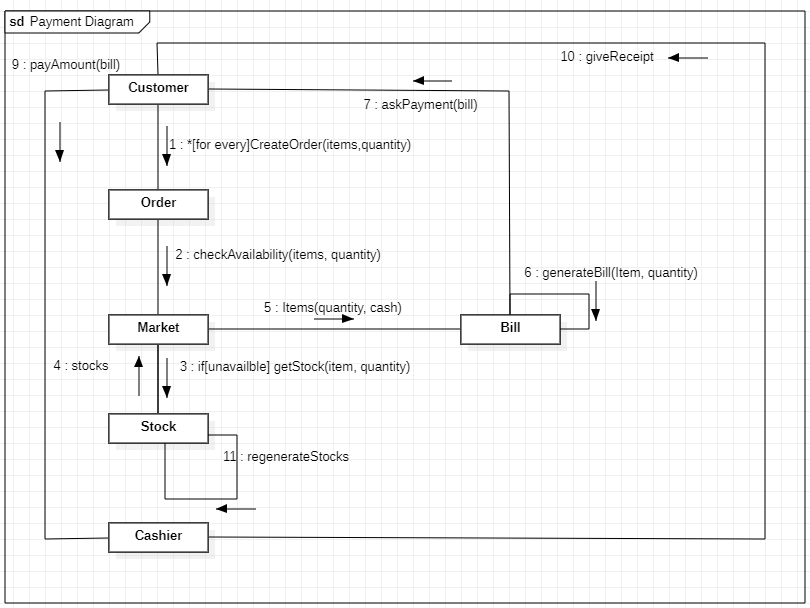 sd Payment Diagram
10 : giveReceipt
9 : payAmount(bill)
Customer
7 : askPayment(bill)
1 : *[for every]CreateOrder(items,quantity)
Order
2 : checkAvailability(items, quantity)
6 : generateBill(Item, quantity)
5 : Items(quantity, cash)
Market
Bill
4 : stocks
3 : if[unavailble] getStock(item, quantity)
Stock
11 : regenerateStocks
Cashier